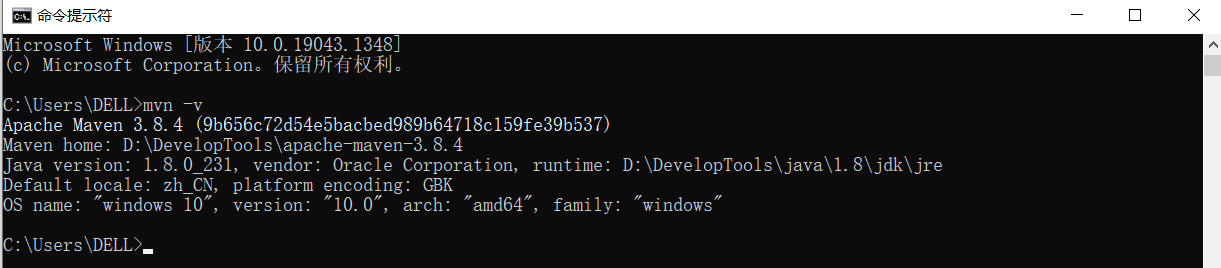 命令提示符
Microsoft Windows [版本 10.0.19043.1348]
(c) Microsoft Corporation。保留所有权利。
C:\Users\DELL>mvn -v
Apache Maven 3.8.4 (9b656c72d54e5bacbed989b64718c159fe39b537)
Maven home: D:\DevelopTools\apache-maven-3.8.4
Java version: 1.8.0_231, vendor: Oracle Corporation, runtime: D:\DevelopTools\java\1.8\jdk\jre
Default locale: zh_CN, platform encoding: GBK
OS name: "windows 10", version: "10.0", arch: "amd64", family: "windows"
C:\Users\DELL>